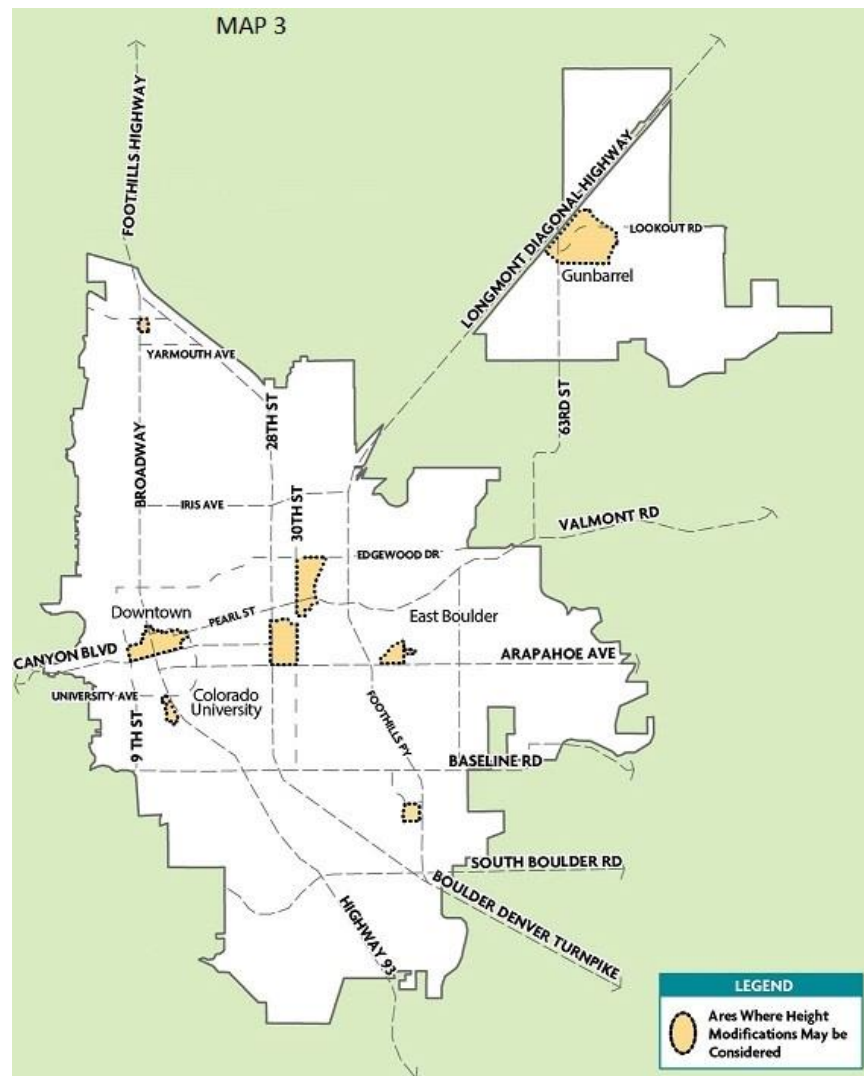 MAP 3
FOOTHILLS HIGHWAY
LONGMONT DIAGONAL HIGHWAY
LOOKOUT RD
Gunbarrel
YARMOUTH AVE
BROADWAY
28TH ST
63RD ST
IRIS AVE
30TH ST
VALMONT RD
EDGEWOOD DR
Downtown
PEARL ST
East Boulder
CANYON BLVD
ARAPAHOE AVE
UNIVERSITY AVE
Colorado
University
9 TH ST
FOOTHILLS PY
BASELINE RD
SOUTH BOULDER RD
BOULDER DENVER TURNPIKE
HIGHWAY 93
LEGEND
Ares Where Height
Modifications May be
Considered